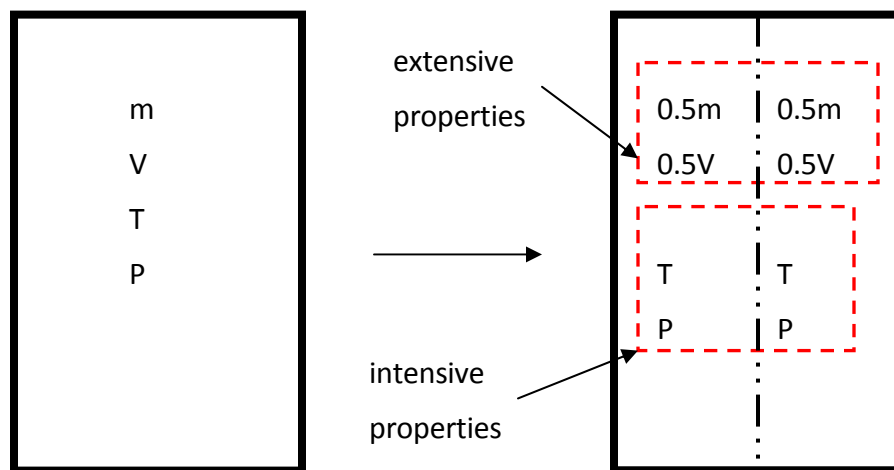 m
V
T
P
extensive
properties
intensive
properties
0.5m 0.5m
0.5V 0.5V
T T
P P